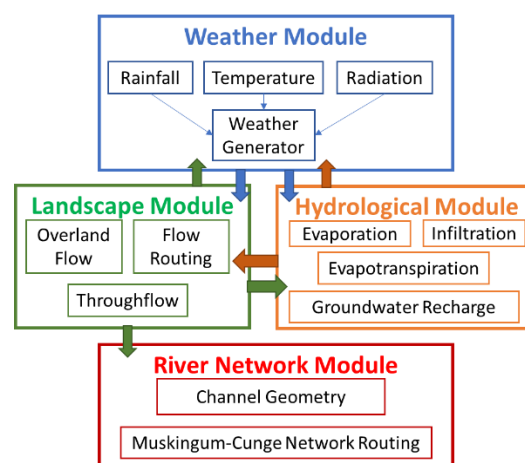 Weather Module
Rainfall
Temperature
Radiation
Weather
Generator
Landscape Module
Overland
Flow
Flow
Routing
Throughflow
Hydrological Module
Evaporation
Infiltration
Evapotranspiration
Groundwater Recharge
River Network Module
Channel Geometry
Muskingum-Cunge Network Routing